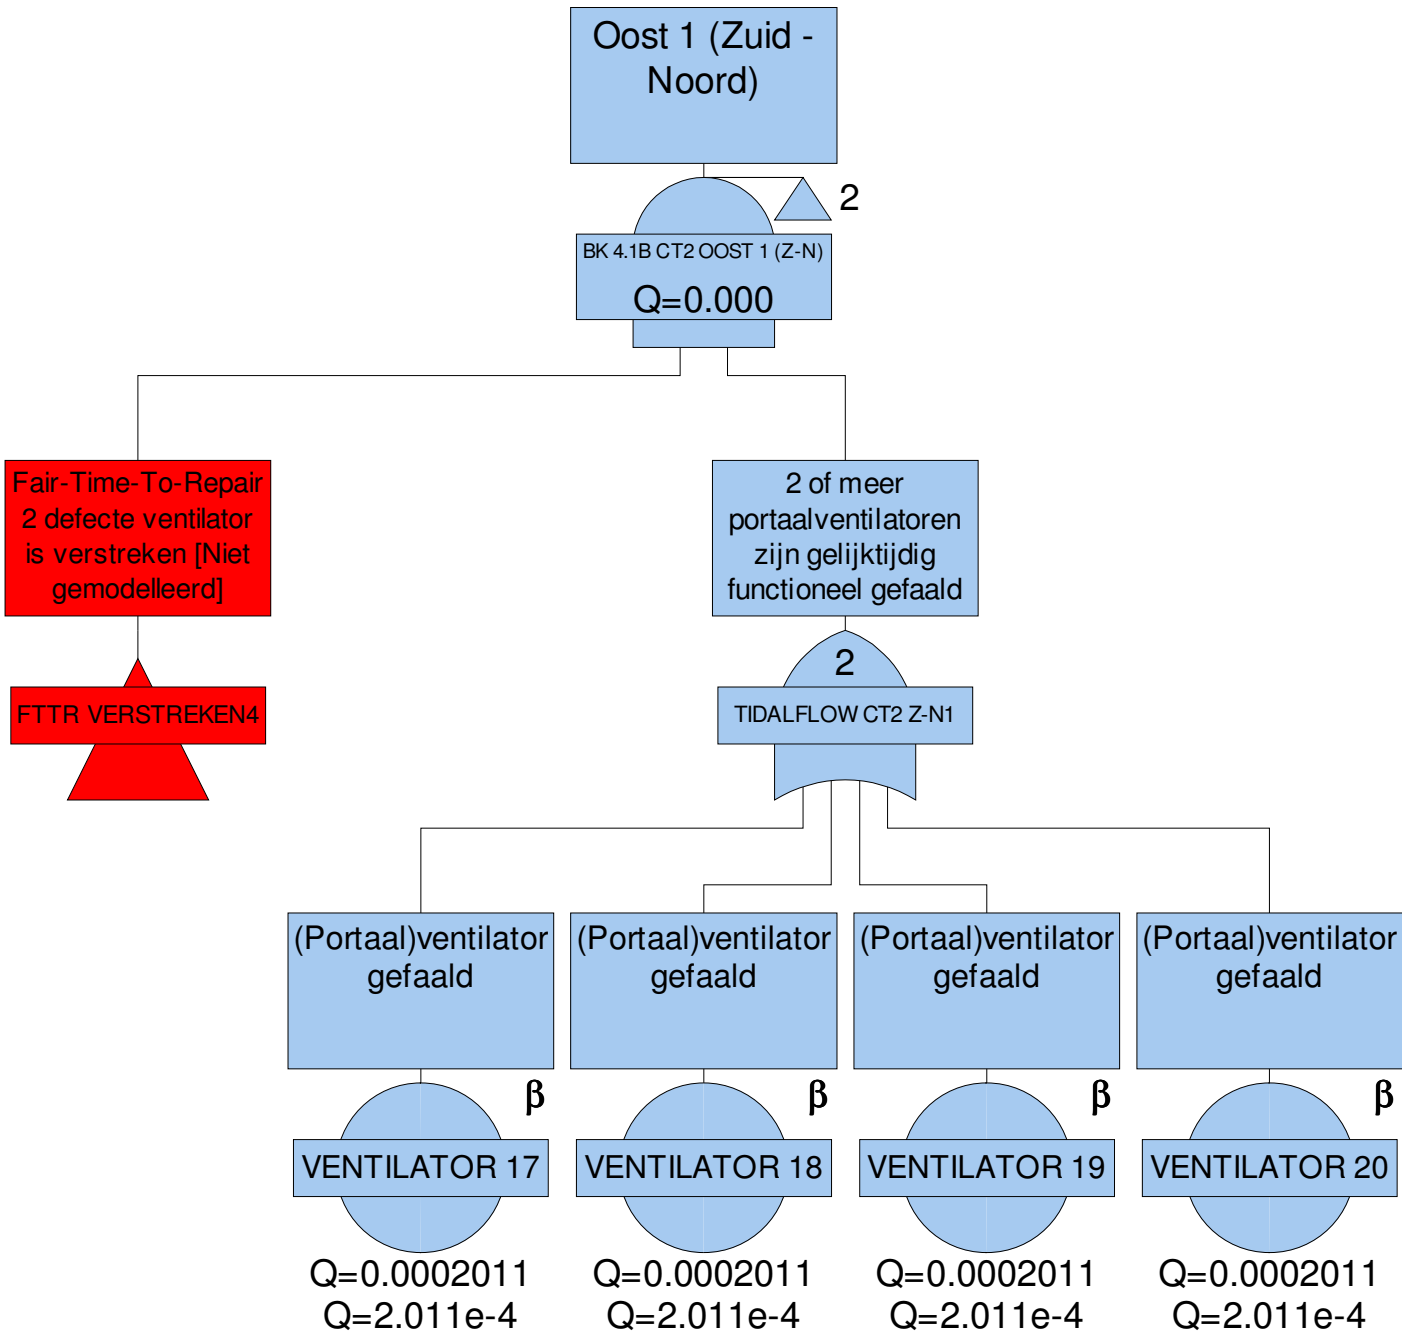 Oost 1 (Zuid -
Noord)
2
BK 4.1B CT2 OOST 1 (Z-N)
Q=0.000
Fair-Time-To-Repair
2 defecte ventilator
is verstreken [Niet
gemodelleerd]
FTTR VERSTREKEN4
2 of meer
portaalventilatoren
zijn gelijktijdig
functioneel gefaald
2
TIDALFLOW CT2 Z-N1
(Portaal)ventilator
gefaald
β
VENTILATOR 17
Q=0.0002011
Q=2.011e-4
(Portaal)ventilator
gefaald
β
VENTILATOR 18
Q=0.0002011
Q=2.011e-4
(Portaal)ventilator
gefaald
β
VENTILATOR 19
Q=0.0002011
Q=2.011e-4
(Portaal)ventilator
gefaald
β
VENTILATOR 20
Q=0.0002011
Q=2.011e-4